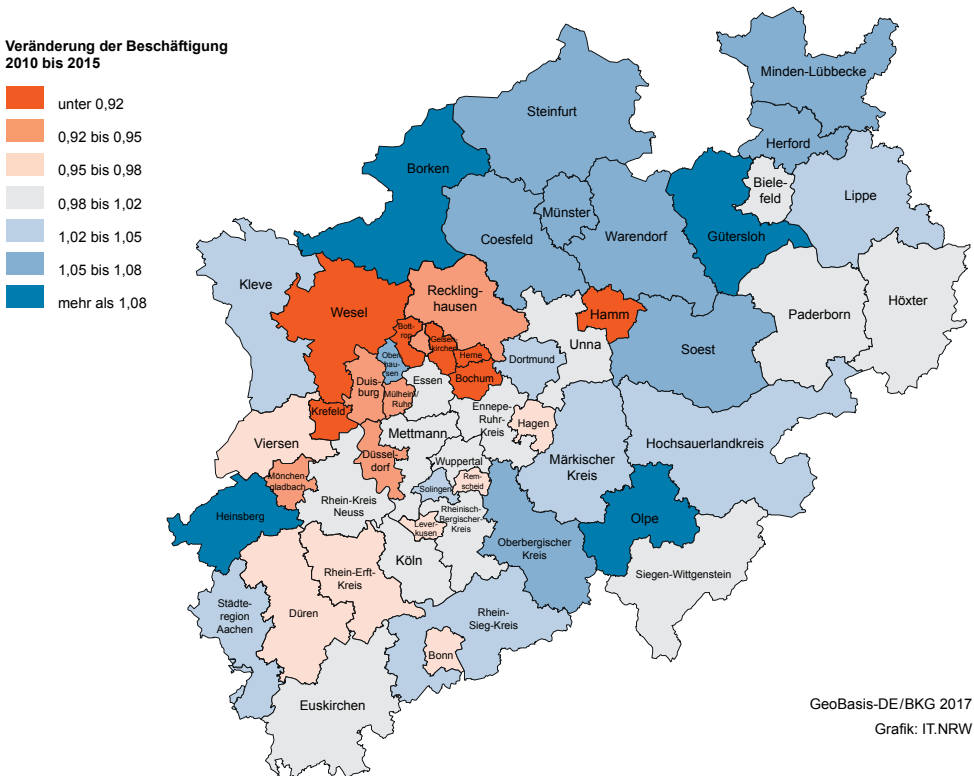 Veränderung der Beschäftigung
2010 bis 2015
unter 0,92
0,92 bis 0,95
0,95 bis 0,98
0,98 bis 1,02
1,02 bis 1,05
1,05 bis 1,08
mehr als 1,08
Minden-Lübbecke
Steinfurt
Herford
Borken
Biele-
feld
Lippe
Münster
Coesfeld
Warendorf
Gütersloh
Kleve
Reckling-
hausen
Wesel
Hamm
Paderborn
Höxter
Bott-
rop
Gelsen-
kirchen
Herne
Unna
Soest
Ober-
hausen
Dortmund
Bochum
Essen
Duis-
burg
Mülheim/
Ruhr
Krefeld
Ennepe-
Ruhr-
Kreis
Hagen
Viersen
Mettmann
Hochsauerlandkreis
Märkischer
Kreis
Düssel-
dorf
Wuppertal
Mönchen-
gladbach
Rem-
scheid
Solingen
Rhein-Kreis
Neuss
Rheinisch-
Bergischer-
Kreis
Heinsberg
Olpe
Lever-
kusen
Oberbergischer
Kreis
Köln
Rhein-Erft-
Kreis
Siegen-Wittgenstein
Städte-
region
Aachen
Düren
Rhein-
Sieg-Kreis
Bonn
Euskirchen
GeoBasis-DE/BKG 2017
Grafik: IT.NRW